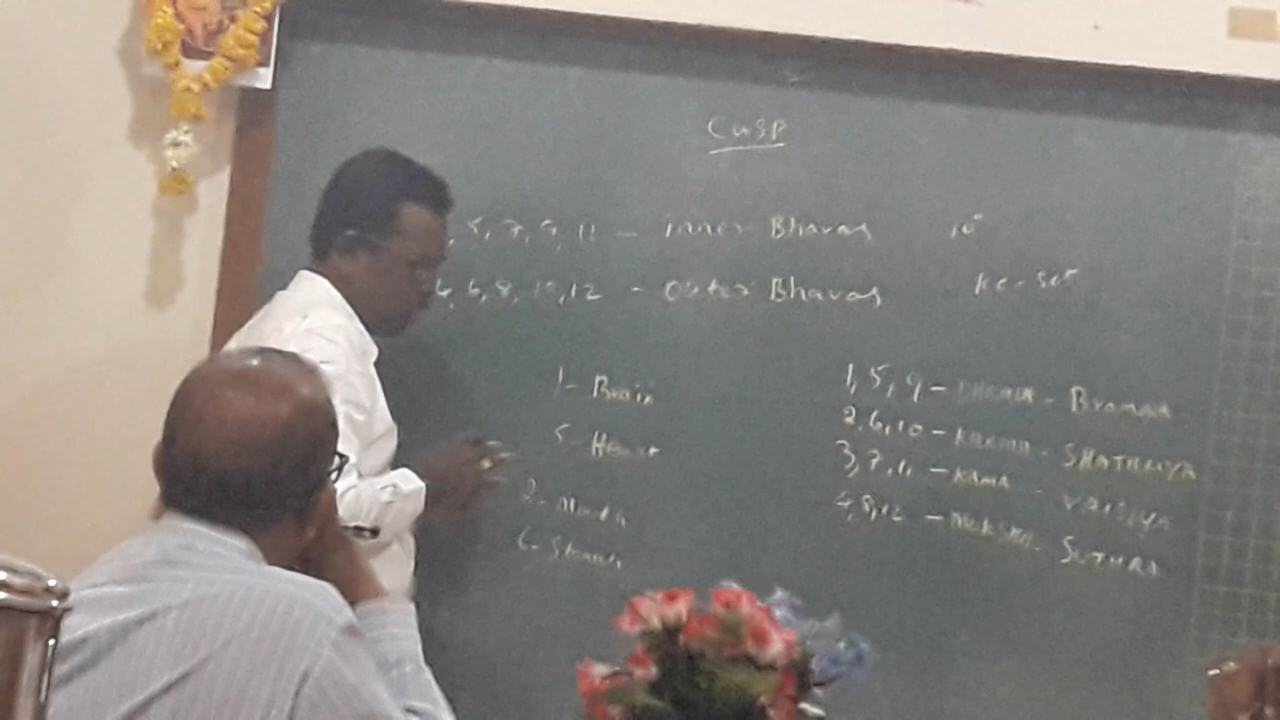 Cusp
, 5, 7, 9, 11 - inner Bhavas 10°
6, 8, 10, 12 - outer Bhavas
1- Brain
5- Heart
2- Mouth
6- Stomach
1, 5, 9 - Dharma - Braman
2, 6, 10 - Karma - SHATHRIYA
3, 7, 11 - Kama - Vaisiya
4, 8, 12 - Moksha - SUTHRA